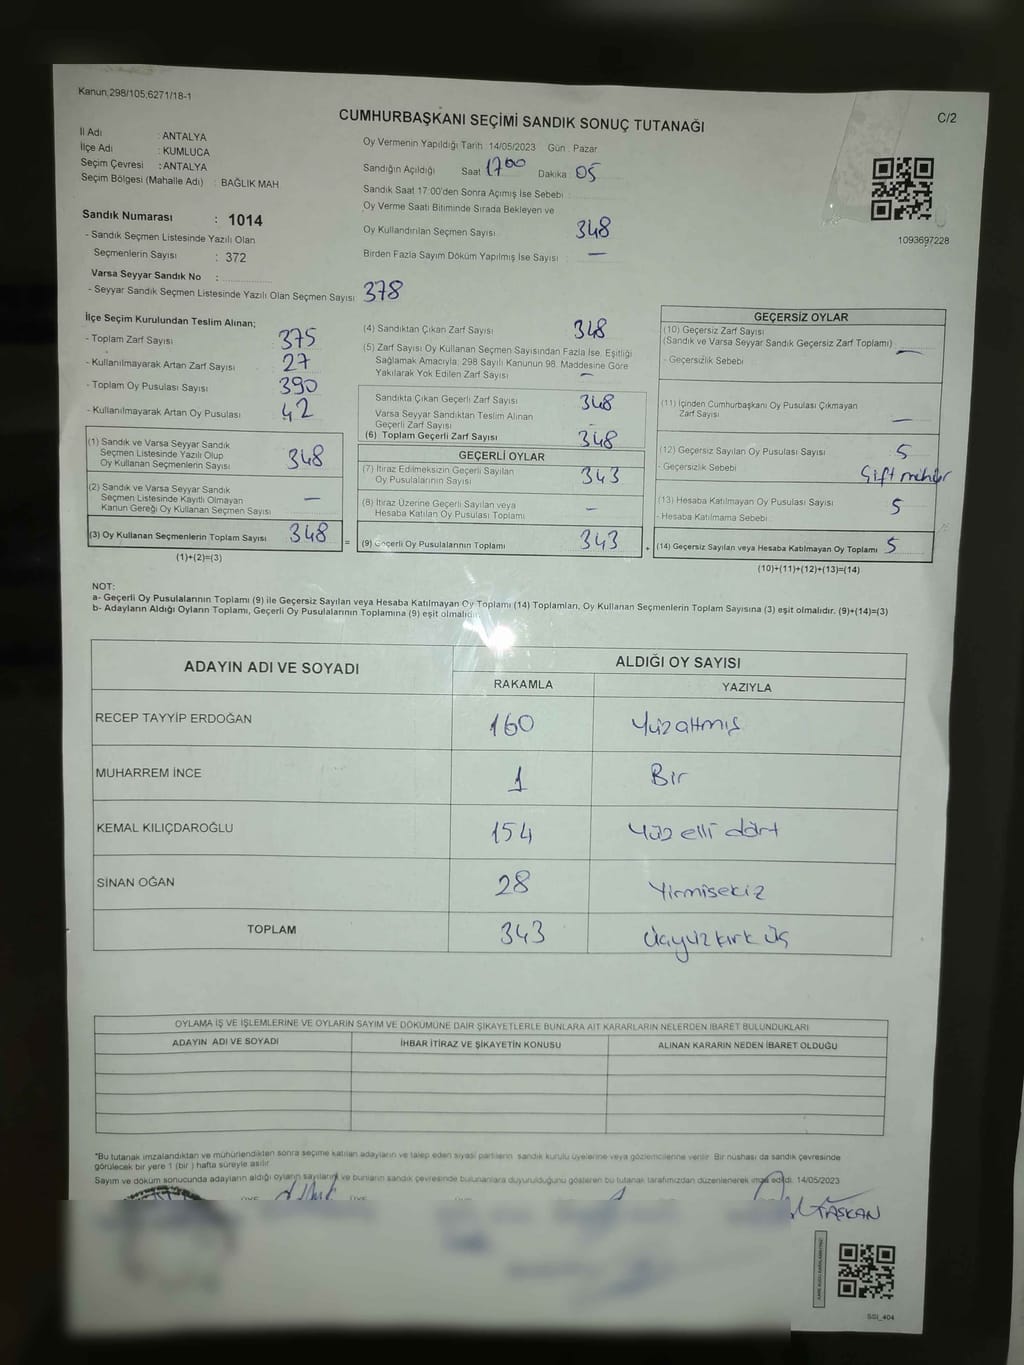 Kanun,298/105,6271/18-1
C/2
CUMHURBAŞKANI SEÇİMİ SANDIK SONUÇ TUTANAĞI
İl Adı : ANTALYA
İlçe Adı : KUMLUCA
Seçim Çevresi : ANTALYA
Seçim Bölgesi (Mahalle Adı) : BAĞLIK MAH
Sandık Numarası : 1014
- Sandık Seçmen Listesinde Yazılı Olan
Seçmenlerin Sayısı : 372
Varsa Seyyar Sandık No :
- Seyyar Sandık Seçmen Listesinde Yazılı Olan Seçmen Sayısı 378
Oy Vermenin Yapıldığı Tarih :14/05/2023 Gün : Pazar
Sandığın Açıldığı Saat 1700 Dakika : 05
Sandık Saat 17:00'den Sonra Açımış İse Sebebi :
Oy Verme Saati Bitiminde Sırada Bekleyen ve
Oy Kullandırılan Seçmen Sayısı : 348
Birden Fazla Sayım Döküm Yapılmış İse Sayısı : —
1093697228
İlçe Seçim Kurulundan Teslim Alınan;
- Toplam Zarf Sayısı 375
- Kullanılmayarak Artan Zarf Sayısı 27
- Toplam Oy Pusulası Sayısı 390
- Kullanılmayarak Artan Oy Pusulası 42
(1) Sandık ve Varsa Seyyar Sandık
Seçmen Listesinde Yazılı Olup
Oy Kullanan Seçmenlerin Sayısı 348
(2) Sandık ve Varsa Seyyar Sandık
Seçmen Listesinde Kayıtlı Olmayan
Kanun Gereği Oy Kullanan Seçmen Sayısı —
(3) Oy Kullanan Seçmenlerin Toplam Sayısı 348
(1)+(2)=(3)
(4) Sandıktan Çıkan Zarf Sayısı 348
(5) Zarf Sayısı Oy Kullanan Seçmen Sayısından Fazla İse, Eşitliği
Sağlamak Amacıyla; 298 Sayılı Kanunun 98. Maddesine Göre
Yakılarak Yok Edilen Zarf Sayısı —
Sandıkta Çıkan Geçerli Zarf Sayısı 348
Varsa Seyyar Sandıktan Teslim Alınan
Geçerli Zarf Sayısı
(6) Toplam Geçerli Zarf Sayısı 348
GEÇERLİ OYLAR
(7) İtiraz Edilmeksizin Geçerli Sayılan
Oy Pusulalarının Sayısı 343
(8) İtiraz Üzerine Geçerli Sayılan veya
Hesaba Katılan Oy Pusulası Toplamı —
= (9) Geçerli Oy Pusulalarının Toplamı 343 +
GEÇERSİZ OYLAR
(10) Geçersiz Zarf Sayısı
(Sandık ve Varsa Seyyar Sandık Geçersiz Zarf Toplamı) —
- Geçersizlik Sebebi
(11) İçinden Cumhurbaşkanı Oy Pusulası Çıkmayan
Zarf Sayısı —
(12) Geçersiz Sayılan Oy Pusulası Sayısı 5
- Geçersizlik Sebebi Çift mühür
(13) Hesaba Katılmayan Oy Pusulası Sayısı 5
- Hesaba Katılmama Sebebi
(14) Geçersiz Sayılan veya Hesaba Katılmayan Oy Toplamı 5
(10)+(11)+(12)+(13)=(14)
NOT:
a- Geçerli Oy Pusulalarının Toplamı (9) ile Geçersiz Sayılan veya Hesaba Katılmayan Oy Toplamı (14) Toplamları, Oy Kullanan Seçmenlerin Toplam Sayısına (3) eşit olmalıdır. (9)+(14)=(3)
b- Adayların Aldığı Oyların Toplamı, Geçerli Oy Pusulalarının Toplamına (9) eşit olmalıdır.
ADAYIN ADI VE SOYADI ALDIĞI OY SAYISI
RAKAMLA YAZIYLA
RECEP TAYYİP ERDOĞAN 160 Yüzaltmış
MUHARREM İNCE 1 Bir
KEMAL KILIÇDAROĞLU 154 Yüz elli dört
SİNAN OĞAN 28 Yirmisekiz
TOPLAM 343 Üçyüzkırk üç
OYLAMA İŞ VE İŞLEMLERİNE VE OYLARIN SAYIM VE DÖKÜMÜNE DAİR ŞİKAYETLERLE BUNLARA AİT KARARLARIN NELERDEN İBARET BULUNDUKLARI
ADAYIN ADI VE SOYADI İHBAR İTİRAZ VE ŞİKAYETİN KONUSU ALINAN KARARIN NEDEN İBARET OLDUĞU
*Bu tutanak imzalandıktan ve mühürlendikten sonra seçime katılan adayların ve talep eden siyasi partilerin sandık kurulu üyelerine veya gözlemcilerine verilir. Bir nüshası da sandık çevresinde
görülecek bir yere 1 (bir) hafta süreyle asılır.
Sayım ve döküm sonucunda adayların aldığı oyların sayılarını ve bunların sandık çevresinde bulunanlara duyurulduğunu gösteren bu tutanak tarafımızdan düzenlenerek imza edildi. 14/05/2023
TAŞKAN
SSI_404